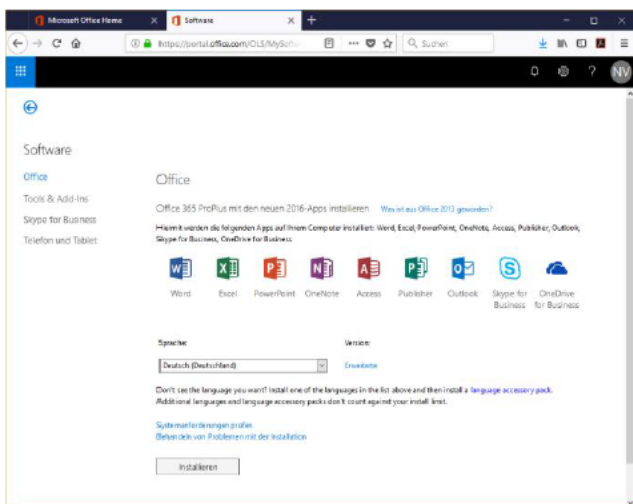 Microsoft Office Home
Software
https://portal.office.com/OLS/MySoftw
Suchen
NV
Software
Office
Tools & Add-Ins
Skype for Business
Telefon und Tablet
Office
Office 365 ProPlus mit den neuen 2016-Apps installieren Was ist aus Office 2013 geworden?
Hiermit werden die folgenden Apps auf Ihrem Computer installiert: Word, Excel, PowerPoint, OneNote, Access, Publisher, Outlook,
Skype for Business, OneDrive for Business
Word Excel PowerPoint OneNote Access Publisher Outlook Skype for Business OneDrive for Business
Sprache: Version:
Deutsch (Deutschland) Erweiterte
Don't see the language you want? Install one of the languages in the list above and then install a language accessory pack.
Additional languages and language accessory packs don't count against your install limit.
Systemanforderungen prüfen
Behandeln von Problemen mit der Installation
Installieren